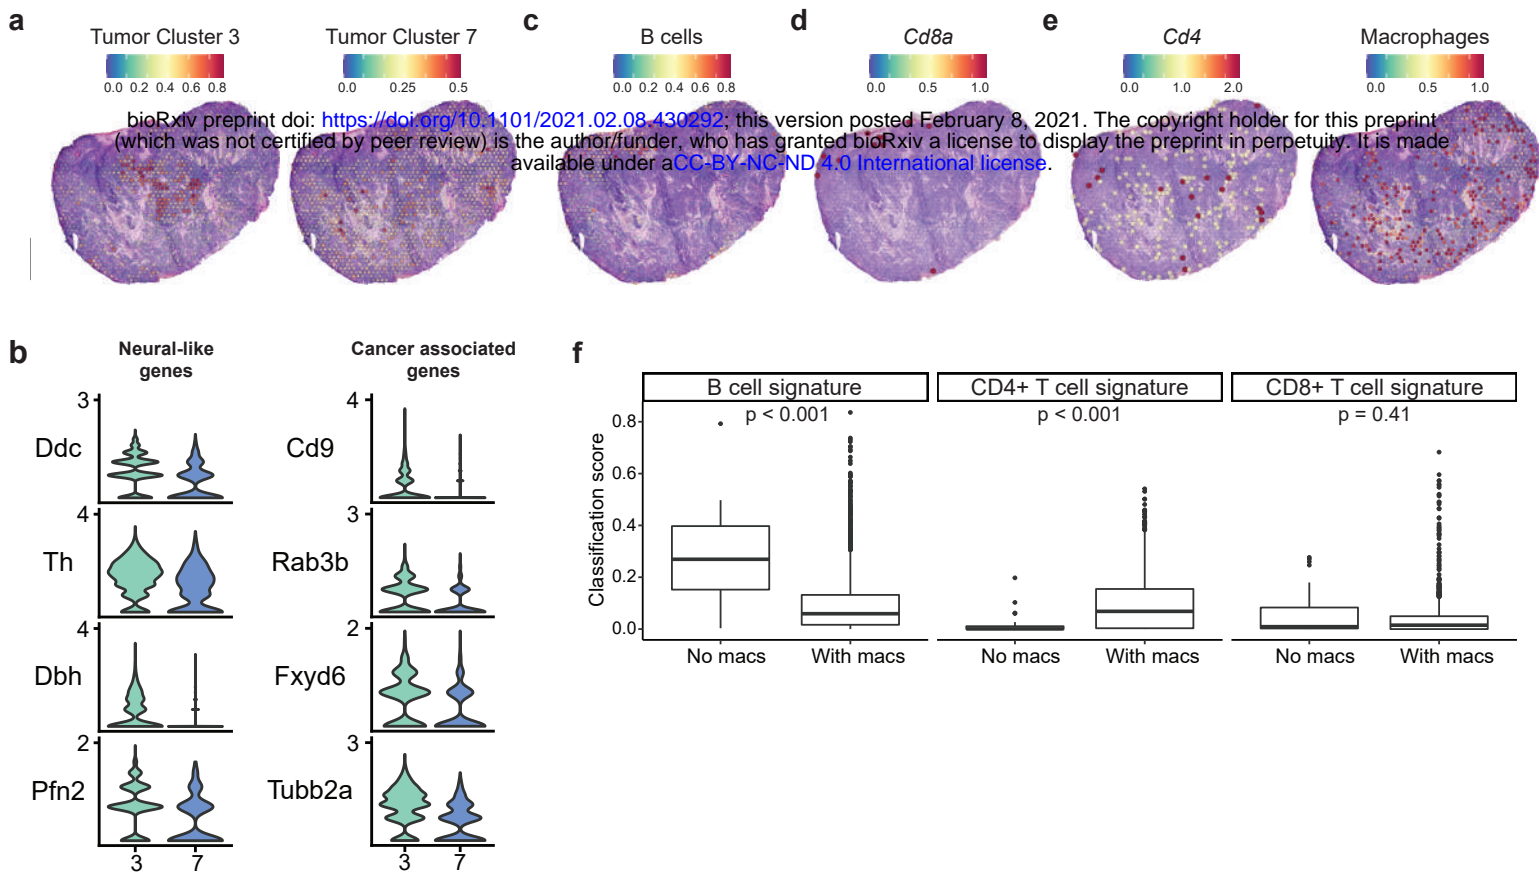 a
c
d
e
Tumor Cluster 3
Tumor Cluster 7
B cells
Cd8a
Cd4
Macrophages
0.0 0.2 0.4 0.6 0.8
0.0 0.25 0.5
0.0 0.2 0.4 0.6 0.8
0.0 0.5 1.0
0.0 1.0 2.0
0.0 0.5 1.0
bioRxiv preprint doi: https://doi.org/10.1101/2021.02.08.430292; this version posted February 8, 2021. The copyright holder for this preprint
(which was not certified by peer review) is the author/funder, who has granted bioRxiv a license to display the preprint in perpetuity. It is made
available under aCC-BY-NC-ND 4.0 International license.
b
Neural-like
genes
Cancer associated
genes
3
Ddc
4
Th
4
Dbh
2
Pfn2
3 7
4
Cd9
3
Rab3b
2
Fxyd6
3
Tubb2a
3 7
f
B cell signature
CD4+ T cell signature
CD8+ T cell signature
p < 0.001
p < 0.001
p = 0.41
Classification score
0.8
0.6
0.4
0.2
0.0
No macs
With macs
No macs
With macs
No macs
With macs